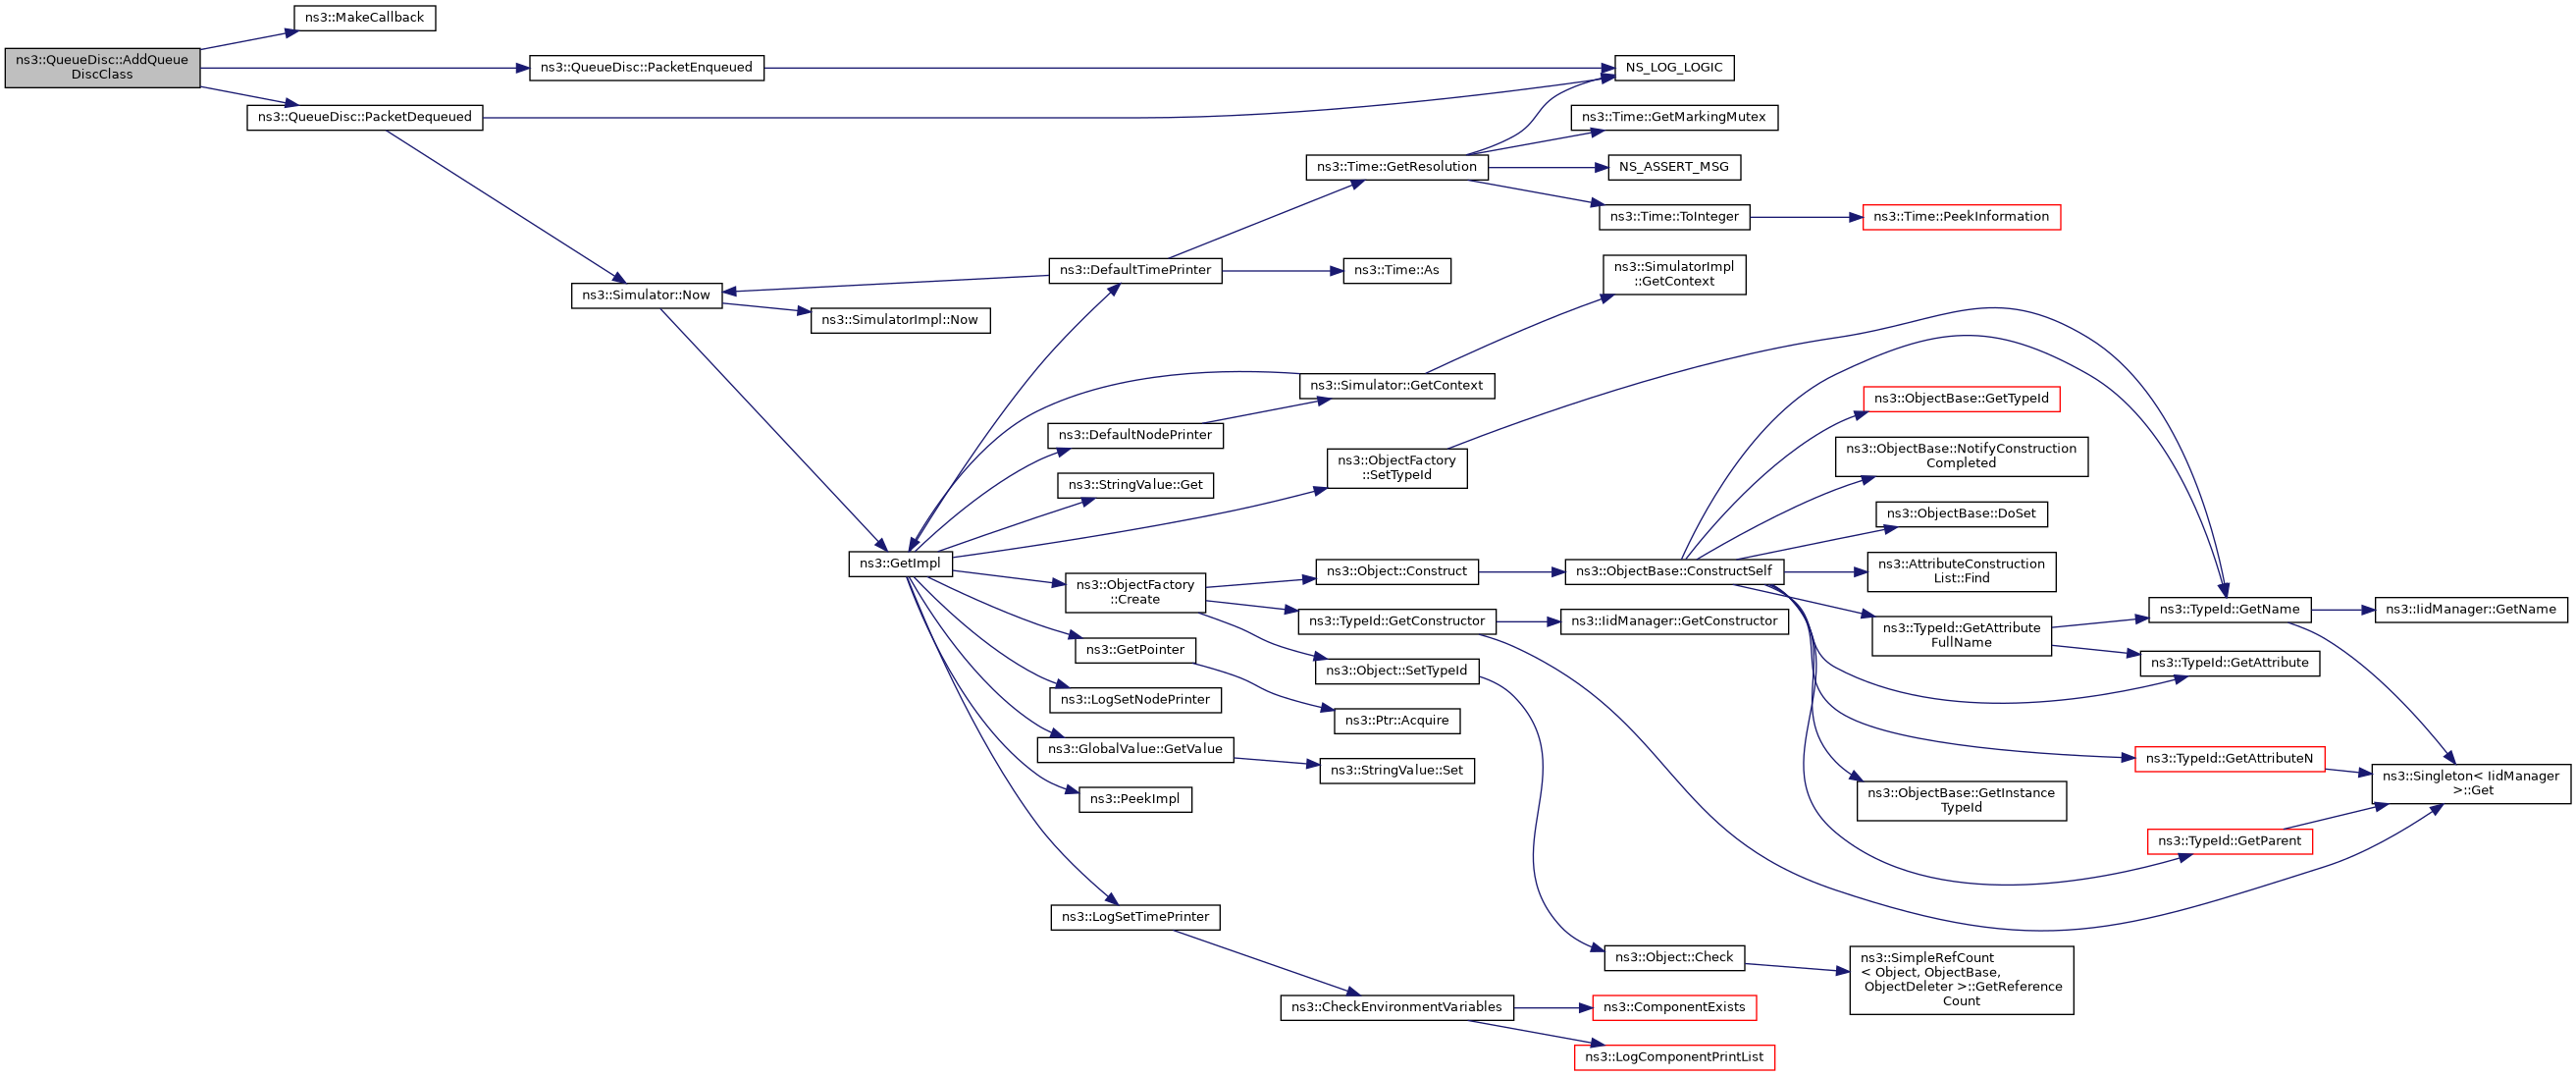 ns3::MakeCallback
ns3::QueueDisc::AddQueue
DiscClass
ns3::QueueDisc::PacketEnqueued
NS_LOG_LOGIC
ns3::QueueDisc::PacketDequeued
ns3::Time::GetMarkingMutex
ns3::Time::GetResolution
NS_ASSERT_MSG
ns3::Time::ToInteger
ns3::Time::PeekInformation
ns3::DefaultTimePrinter
ns3::Time::As
ns3::SimulatorImpl
::GetContext
ns3::Simulator::Now
ns3::SimulatorImpl::Now
ns3::Simulator::GetContext
ns3::ObjectBase::GetTypeId
ns3::DefaultNodePrinter
ns3::ObjectBase::NotifyConstruction
Completed
ns3::ObjectFactory
::SetTypeId
ns3::StringValue::Get
ns3::ObjectBase::DoSet
ns3::GetImpl
ns3::ObjectFactory
::Create
ns3::Object::Construct
ns3::ObjectBase::ConstructSelf
ns3::AttributeConstruction
List::Find
ns3::TypeId::GetName
ns3::IidManager::GetName
ns3::TypeId::GetConstructor
ns3::IidManager::GetConstructor
ns3::TypeId::GetAttribute
FullName
ns3::GetPointer
ns3::Object::SetTypeId
ns3::TypeId::GetAttribute
ns3::LogSetNodePrinter
ns3::Ptr::Acquire
ns3::GlobalValue::GetValue
ns3::StringValue::Set
ns3::TypeId::GetAttributeN
ns3::Singleton< IidManager
>::Get
ns3::PeekImpl
ns3::ObjectBase::GetInstance
TypeId
ns3::TypeId::GetParent
ns3::LogSetTimePrinter
ns3::Object::Check
ns3::SimpleRefCount
< Object, ObjectBase,
ObjectDeleter >::GetReference
Count
ns3::CheckEnvironmentVariables
ns3::ComponentExists
ns3::LogComponentPrintList